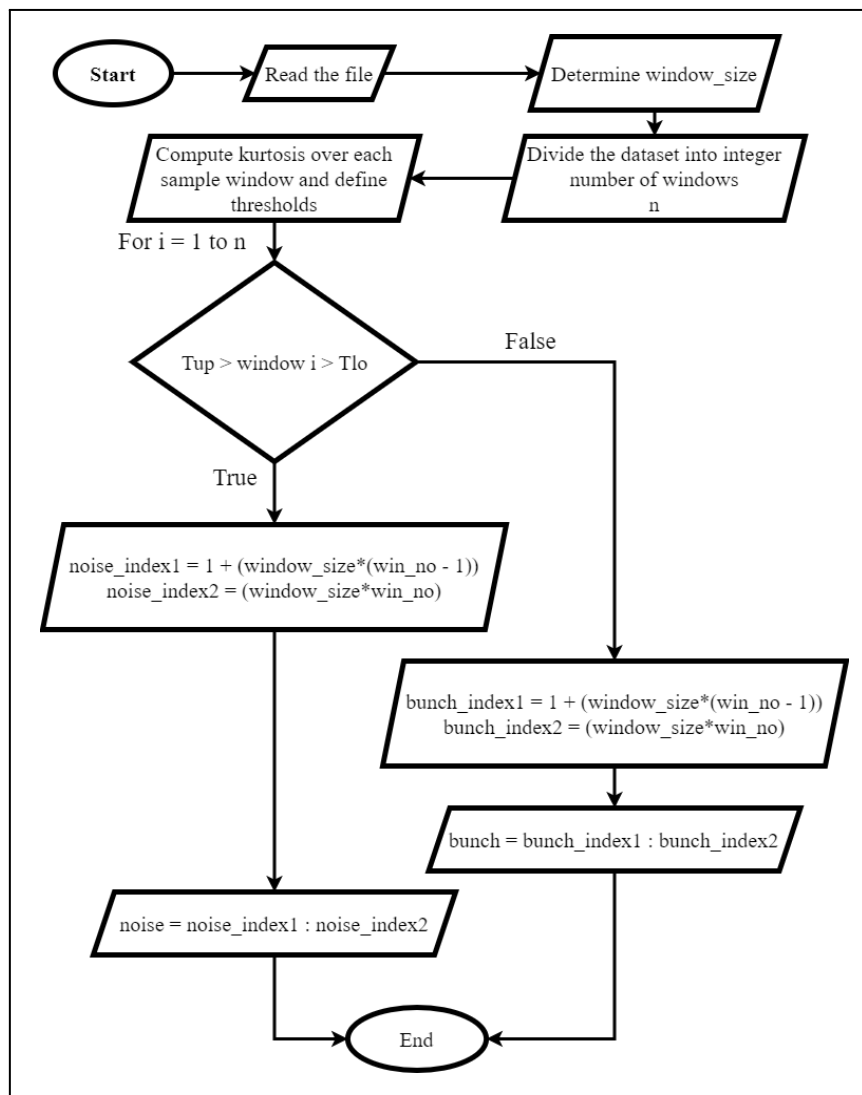 Start
Read the file
Determine window_size
Divide the dataset into integer
number of windows
n
Compute kurtosis over each
sample window and define
thresholds
For i = 1 to n
Tup > window i > Tlo
False
True
noise_index1 = 1 + (window_size*(win_no - 1))
noise_index2 = (window_size*win_no)
bunch_index1 = 1 + (window_size*(win_no - 1))
bunch_index2 = (window_size*win_no)
bunch = bunch_index1 : bunch_index2
noise = noise_index1 : noise_index2
End